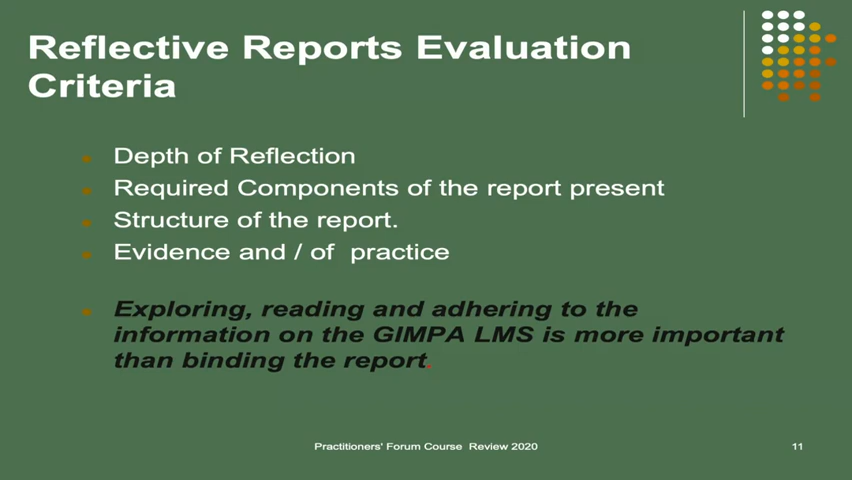 Reflective Reports Evaluation
Criteria
Depth of Reflection
Required Components of the report present
Structure of the report.
Evidence and / of practice
Exploring, reading and adhering to the
information on the GIMPA LMS is more important
than binding the report.
Practitioners' Forum Course Review 2020
11